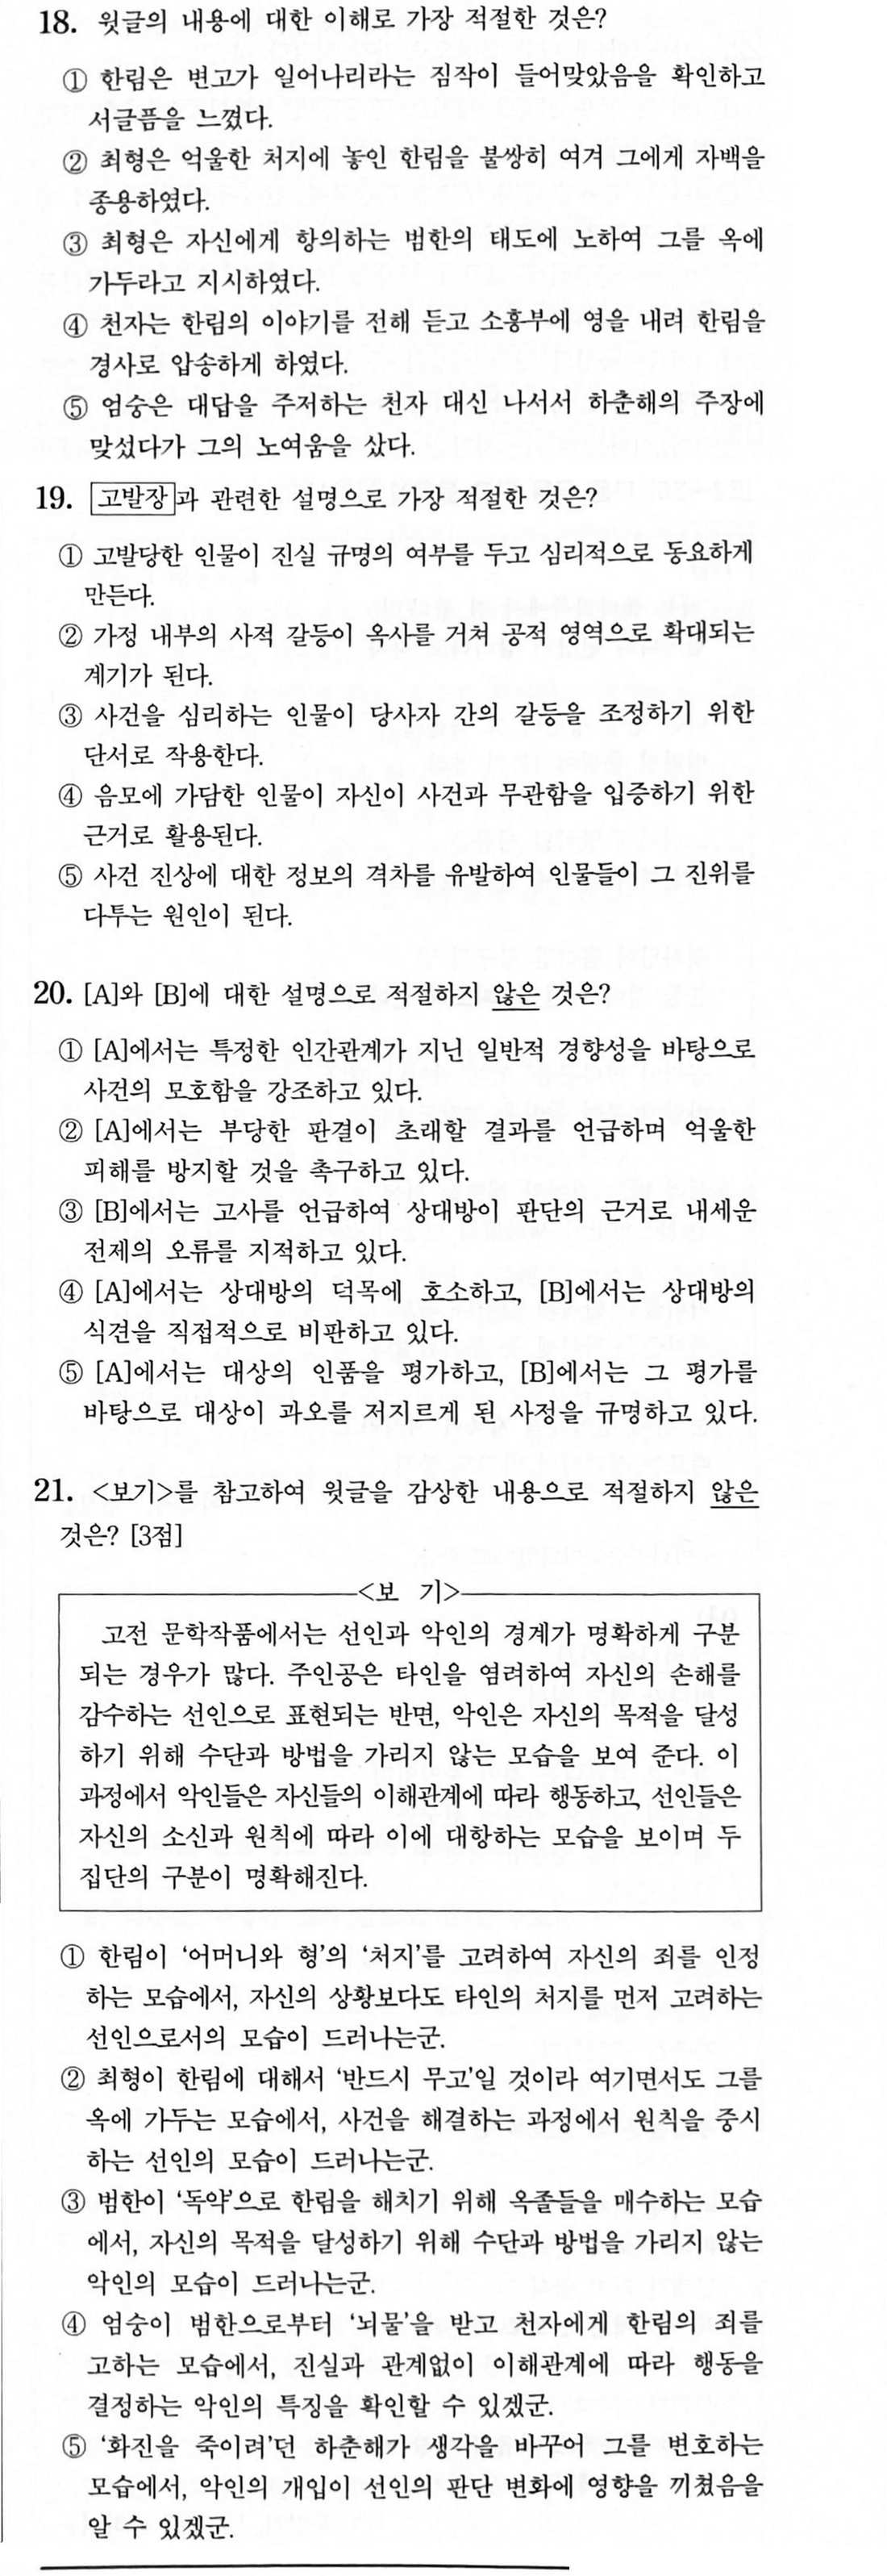 18. 윗글의 내용에 대한 이해로 가장 적절한 것은?
① 한림은 변고가 일어나리라는 짐작이 들어맞았음을 확인하고
서글픔을 느꼈다.
② 최형은 억울한 처지에 놓인 한림을 불쌍히 여겨 그에게 자백을
종용하였다.
③ 최형은 자신에게 항의하는 범한의 태도에 노하여 그를 옥에
가두라고 지시하였다.
④ 천자는 한림의 이야기를 전해 듣고 소흥부에 영을 내려 한림을
경사로 압송하게 하였다.
⑤ 엄숭은 대답을 주저하는 천자 대신 나서서 하춘해의 주장에
맞섰다가 그의 노여움을 샀다.
19. 고발장과 관련한 설명으로 가장 적절한 것은?
① 고발당한 인물이 진실 규명의 여부를 두고 심리적으로 동요하게
만든다.
② 가정 내부의 사적 갈등이 옥사를 거쳐 공적 영역으로 확대되는
계기가 된다.
③ 사건을 심리하는 인물이 당사자 간의 갈등을 조정하기 위한
단서로 작용한다.
④ 음모에 가담한 인물이 자신이 사건과 무관함을 입증하기 위한
근거로 활용된다.
⑤ 사건 진상에 대한 정보의 격차를 유발하여 인물들이 그 진위를
다투는 원인이 된다.
20. [A]와 [B]에 대한 설명으로 적절하지 않은 것은?
① [A]에서는 특정한 인간관계가 지닌 일반적 경향성을 바탕으로
사건의 모호함을 강조하고 있다.
② [A]에서는 부당한 판결이 초래할 결과를 언급하며 억울한
피해를 방지할 것을 촉구하고 있다.
③ [B]에서는 고사를 언급하여 상대방이 판단의 근거로 내세운
전제의 오류를 지적하고 있다.
④ [A]에서는 상대방의 덕목에 호소하고, [B]에서는 상대방의
식견을 직접적으로 비판하고 있다.
⑤ [A]에서는 대상의 인품을 평가하고, [B]에서는 그 평가를
바탕으로 대상이 과오를 저지르게 된 사정을 규명하고 있다.
21. <보기>를 참고하여 윗글을 감상한 내용으로 적절하지 않은
것은? [3점]
<보 기>
고전 문학작품에서는 선인과 악인의 경계가 명확하게 구분
되는 경우가 많다. 주인공은 타인을 염려하여 자신의 손해를
감수하는 선인으로 표현되는 반면, 악인은 자신의 목적을 달성
하기 위해 수단과 방법을 가리지 않는 모습을 보여 준다. 이
과정에서 악인들은 자신들의 이해관계에 따라 행동하고, 선인들은
자신의 소신과 원칙에 따라 이에 대항하는 모습을 보이며 두
집단의 구분이 명확해진다.
① 한림이 ‘어머니와 형’의 ‘처지’를 고려하여 자신의 죄를 인정
하는 모습에서, 자신의 상황보다도 타인의 처지를 먼저 고려하는
선인으로서의 모습이 드러나는군.
② 최형이 한림에 대해서 ‘반드시 무고’일 것이라 여기면서도 그를
옥에 가두는 모습에서, 사건을 해결하는 과정에서 원칙을 중시
하는 선인의 모습이 드러나는군.
③ 범한이 ‘독약’으로 한림을 해치기 위해 옥졸들을 매수하는 모습
에서, 자신의 목적을 달성하기 위해 수단과 방법을 가리지 않는
악인의 모습이 드러나는군.
④ 엄숭이 범한으로부터 ‘뇌물’을 받고 천자에게 한림의 죄를
고하는 모습에서, 진실과 관계없이 이해관계에 따라 행동을
결정하는 악인의 특징을 확인할 수 있겠군.
⑤ ‘화진을 죽이려’던 하춘해가 생각을 바꾸어 그를 변호하는
모습에서, 악인의 개입이 선인의 판단 변화에 영향을 끼쳤음을
알 수 있겠군.